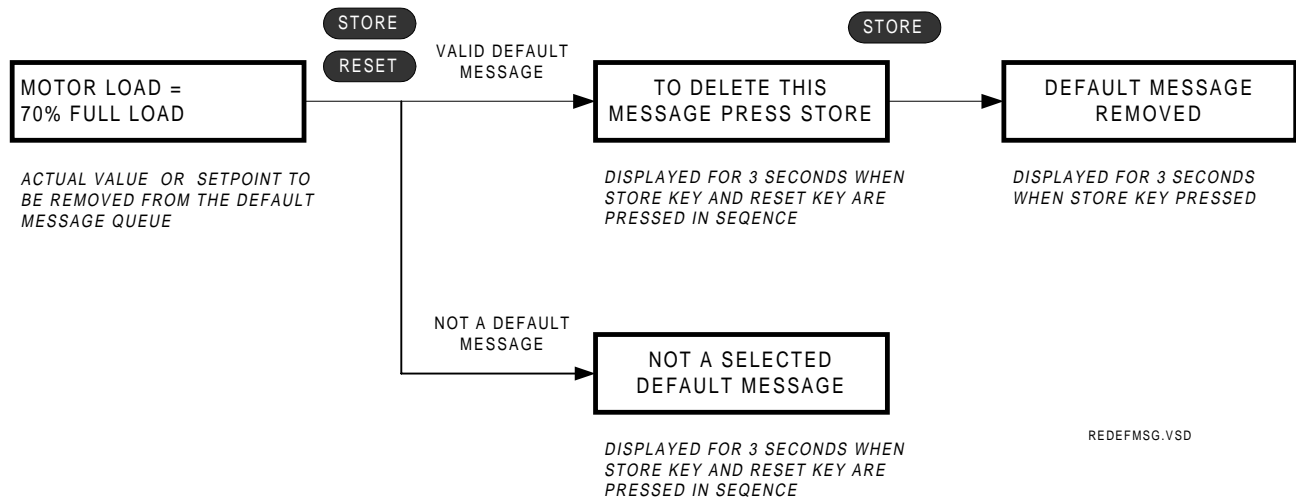 STORE
RESET
STORE
VALID DEFAULT
MESSAGE
MOTOR LOAD =
70% FULL LOAD
TO DELETE THIS
MESSAGE PRESS STORE
DEFAULT MESSAGE
REMOVED
ACTUAL VALUE OR SETPOINT TO
BE REMOVED FROM THE DEFAULT
MESSAGE QUEUE
DISPLAYED FOR 3 SECONDS WHEN
STORE KEY AND RESET KEY ARE
PRESSED IN SEQENCE
DISPLAYED FOR 3 SECONDS
WHEN STORE KEY PRESSED
NOT A DEFAULT
MESSAGE
NOT A SELECTED
DEFAULT MESSAGE
DISPLAYED FOR 3 SECONDS WHEN
STORE KEY AND RESET KEY ARE
PRESSED IN SEQENCE
REDEFMSG.VSD